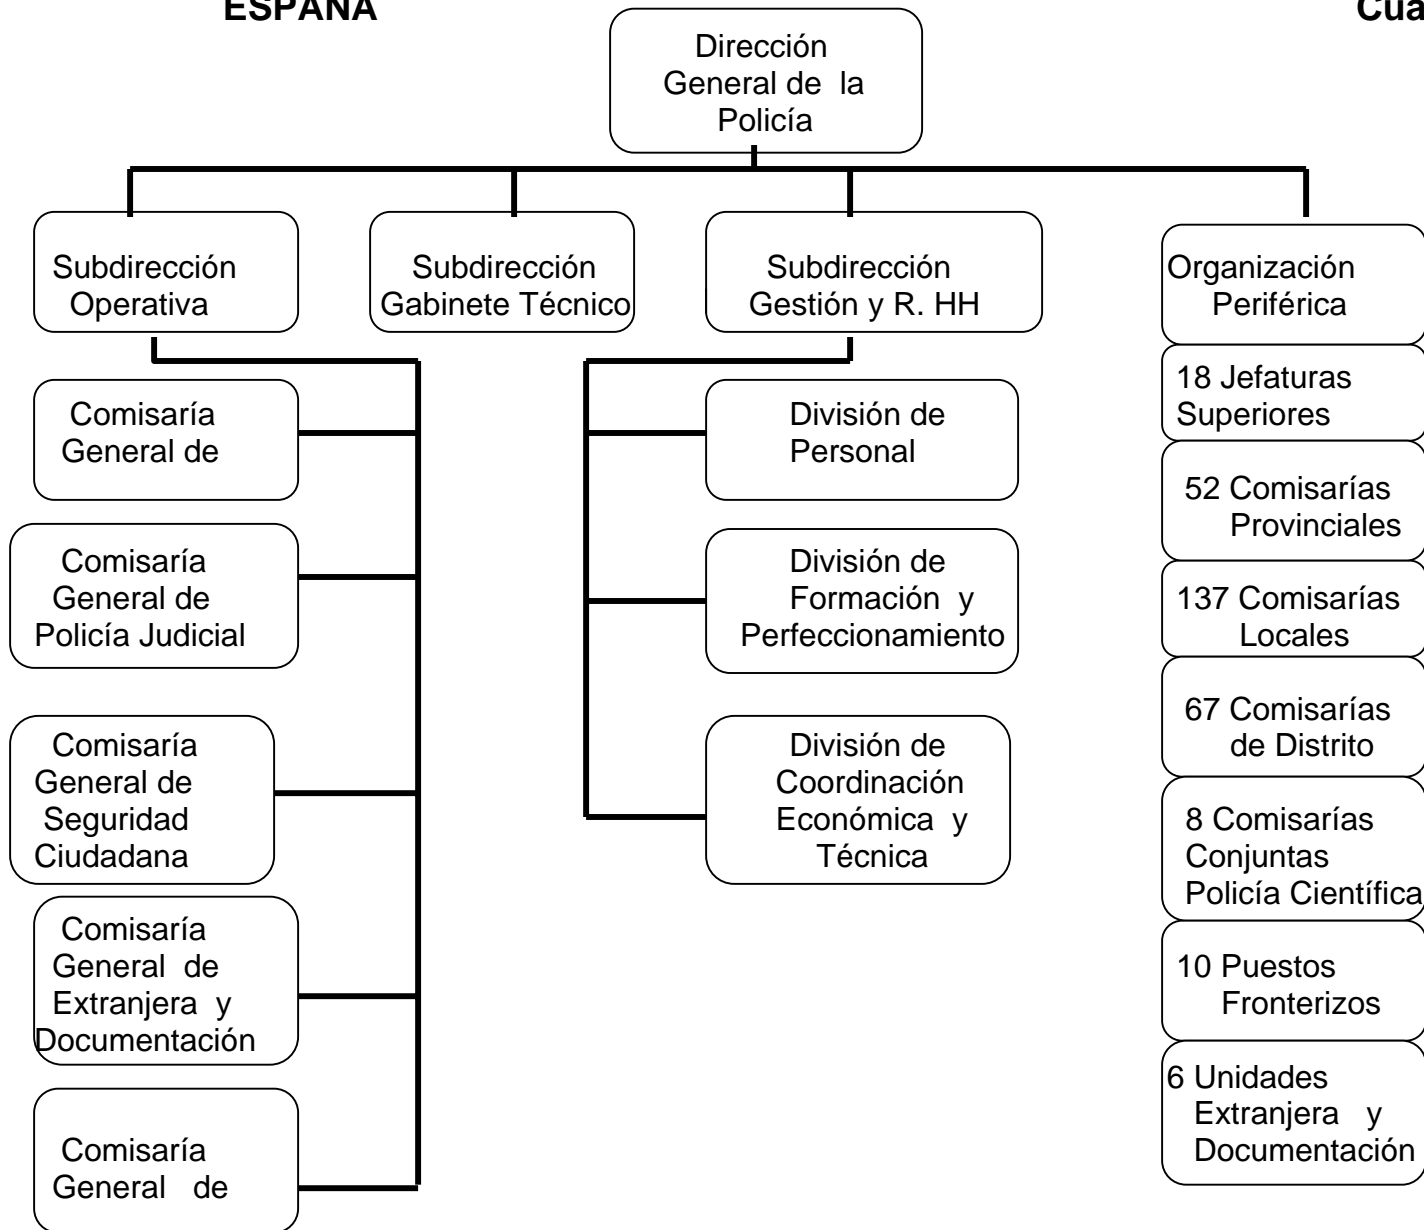 ESPAÑA
Cua
Dirección
General de la
Policía
Subdirección
Operativa
Subdirección
Gabinete Técnico
Subdirección
Gestión y R. HH
Organización
Periférica
Comisaría
General de
Comisaría
General de
Policía Judicial
Comisaría
General de
Seguridad
Ciudadana
Comisaría
General de
Extranjera y
Documentación
Comisaría
General de
División de
Personal
División de
Formación y
Perfeccionamiento
División de
Coordinación
Económica y
Técnica
18 Jefaturas
Superiores
52 Comisarías
Provinciales
137 Comisarías
Locales
67 Comisarías
de Distrito
8 Comisarías
Conjuntas
Policía Científica
10 Puestos
Fronterizos
6 Unidades
Extranjera y
Documentación